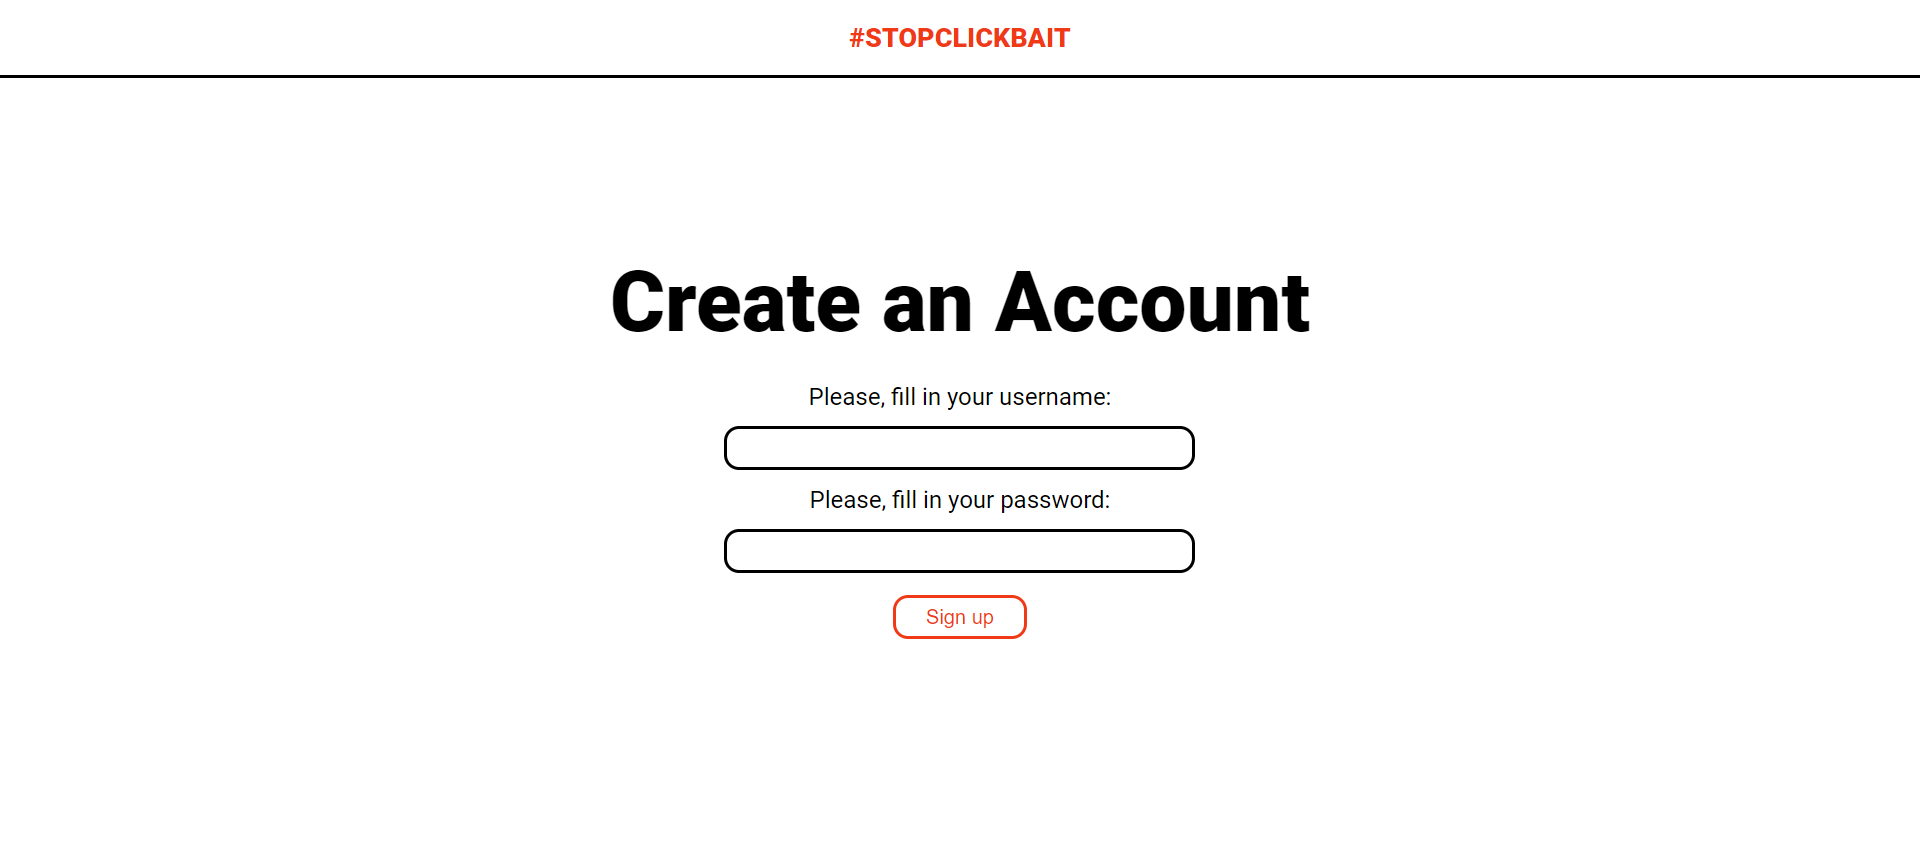 #STOPCLICKBAIT
Create an Account
Please, fill in your username:
Please, fill in your password:
Sign up